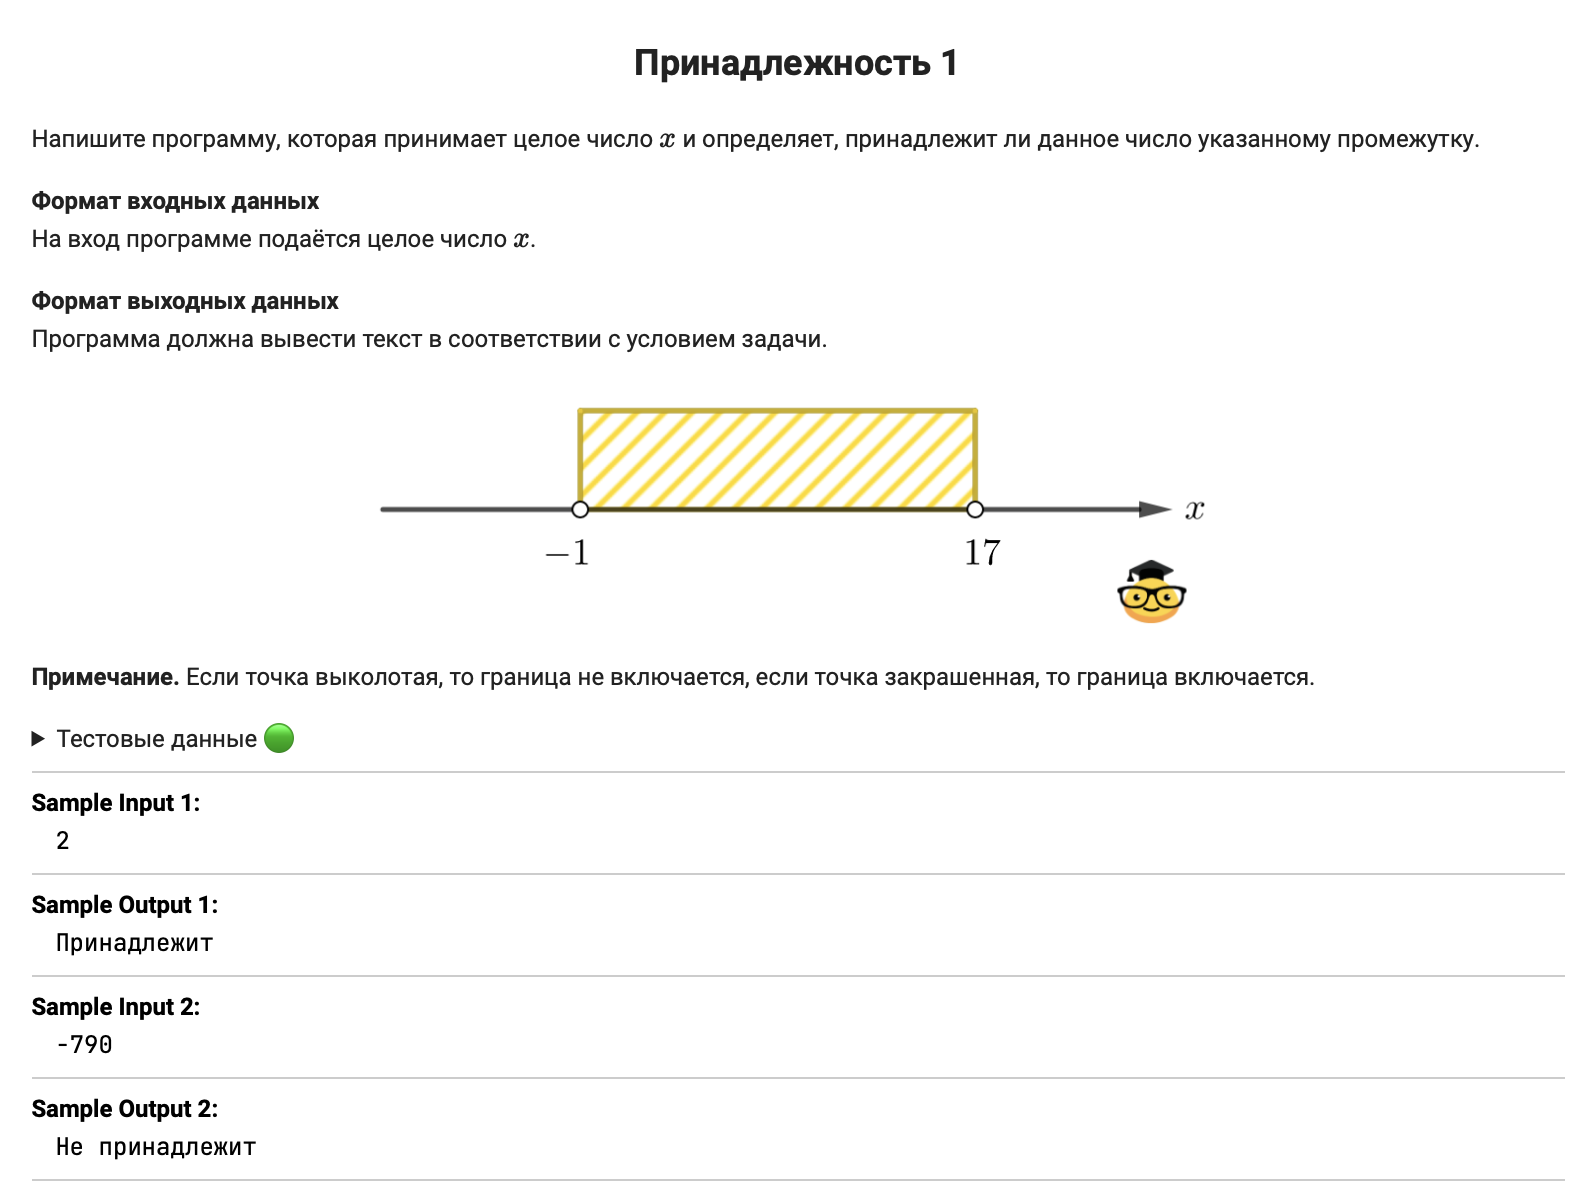 Принадлежность 1
Напишите программу, которая принимает целое число x и определяет, принадлежит ли данное число указанному промежутку.
Формат входных данных
На вход программе подаётся целое число x.
Формат выходных данных
Программа должна вывести текст в соответствии с условием задачи.
x
−1 17
Примечание. Если точка выколотая, то граница не включается, если точка закрашенная, то граница включается.
Тестовые данные
Sample Input 1:
2
Sample Output 1:
Принадлежит
Sample Input 2:
-790
Sample Output 2:
Не принадлежит